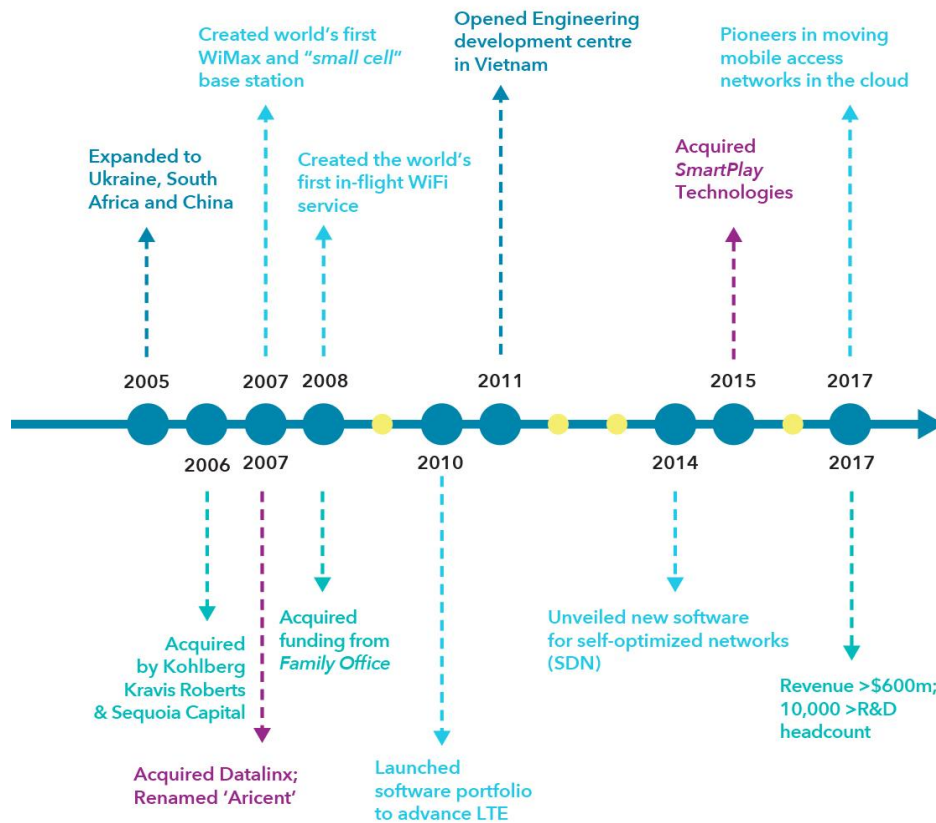 Created world's first
WiMax and "small cell"
base station
Opened Engineering
development centre
in Vietnam
Pioneers in moving
mobile access
networks in the cloud
Expanded to
Ukraine, South
Africa and China
Created the world's
first in-flight WiFi
service
Acquired
SmartPlay
Technologies
2005
2007
2008
2011
2015
2017
2006
2007
2010
2014
2017
Acquired
by Kohlberg
Kravis Roberts
& Sequoia Capital
Acquired
funding from
Family Office
Unveiled new software
for self-optimized networks
(SDN)
Revenue >$600m;
10,000 >R&D
headcount
Acquired Datalinx;
Renamed 'Aricent'
Launched
software portfolio
to advance LTE